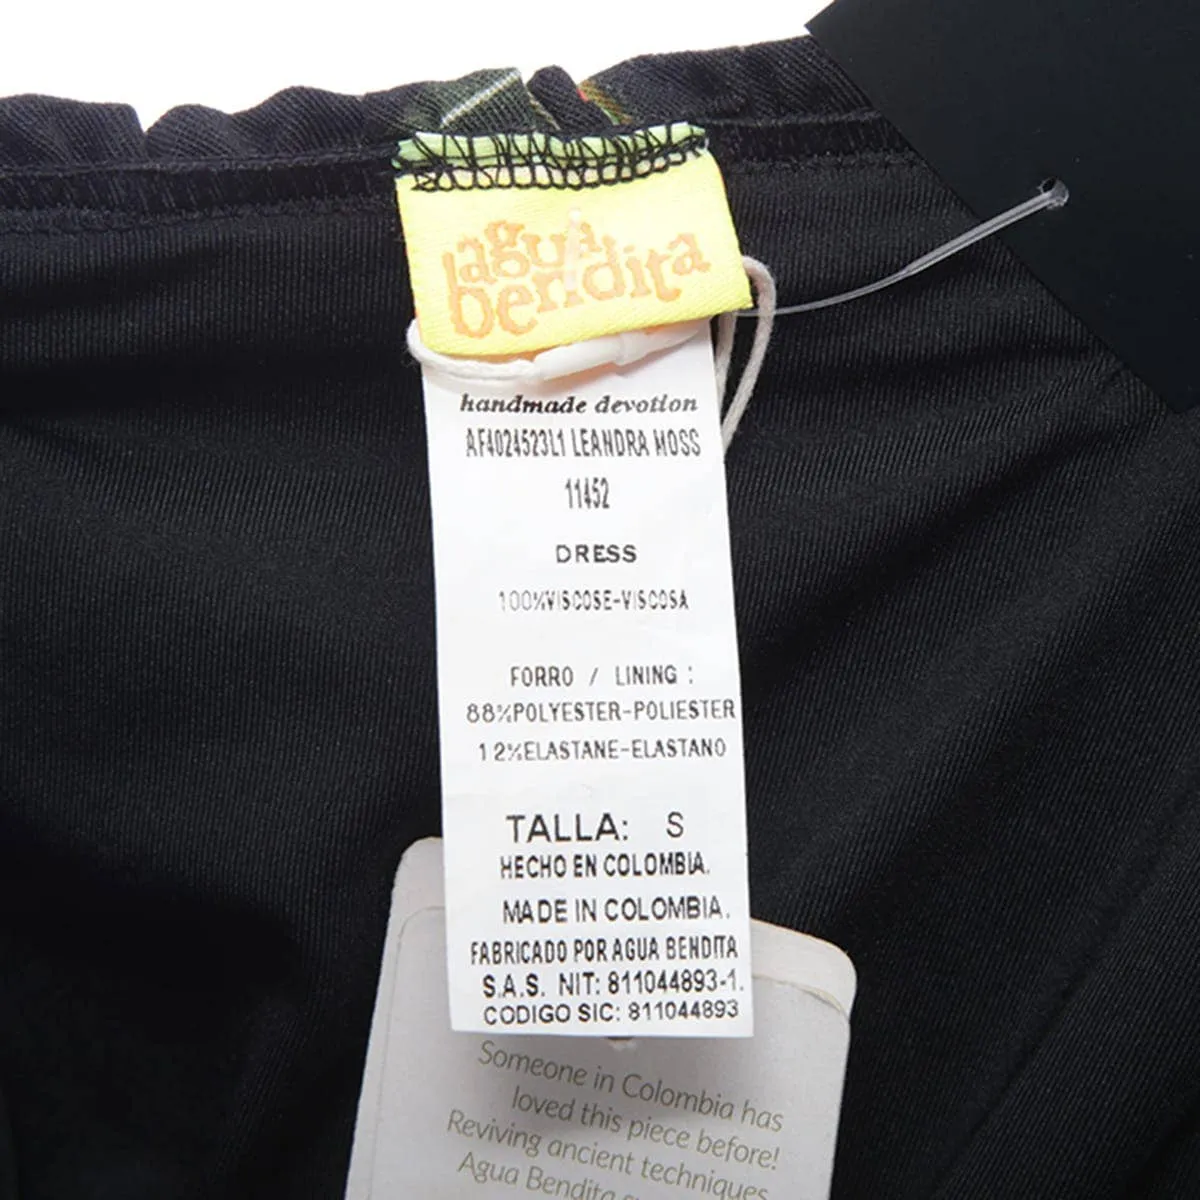 agua
bendita
handmade devotion
AF4024523L1 LEANDRA MOSS
11452
DRESS
100%VISCOSE-VISCOSA
FORRO / LINING :
88%POLYESTER-POLIESTER
12%ELASTANE-ELASTANO
TALLA: S
HECHO EN COLOMBIA.
MADE IN COLOMBIA.
FABRICADO POR AGUA BENDITA
S.A.S. NIT: 811044893-1.
CODIGO SIC: 811044893
Someone in Colombia has
loved this piece before!
Reviving ancient techniques
Agua Bendita